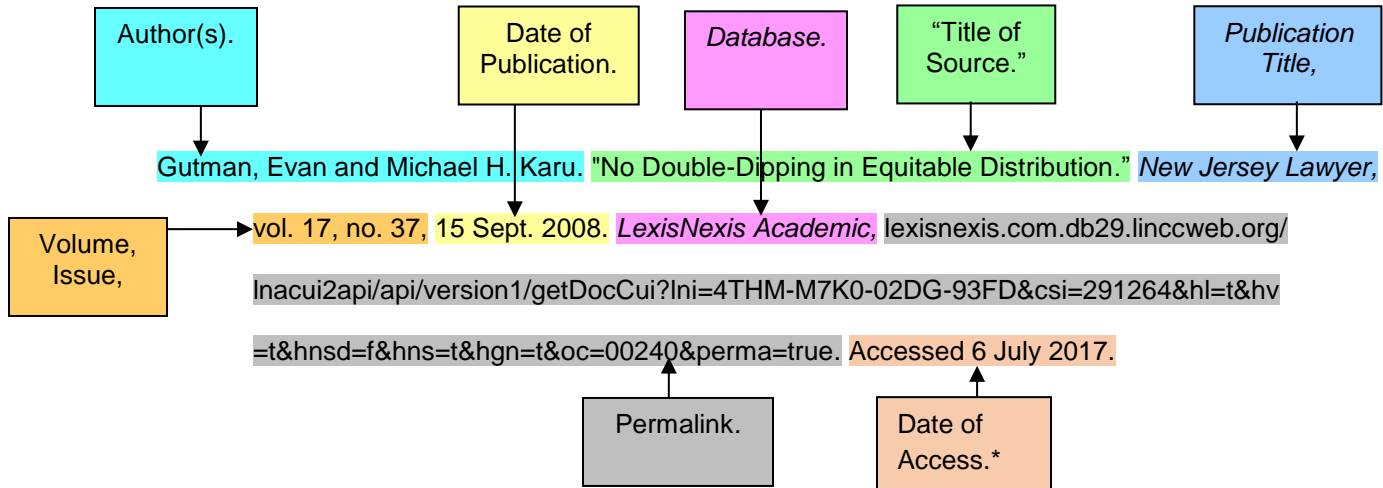 Author(s).
Date of
Publication.
Database.
“Title of
Source.”
Publication
Title,
Gutman, Evan and Michael H. Karu. "No Double-Dipping in Equitable Distribution.” New Jersey Lawyer,
Volume,
Issue,
vol. 17, no. 37, 15 Sept. 2008. LexisNexis Academic, lexisnexis.com.db29.linccweb.org/
lnacui2api/api/version1/getDocCui?lni=4THM-M7K0-02DG-93FD&csi=291264&hl=t&hv
=t&hnsd=f&hns=t&hgn=t&oc=00240&perma=true. Accessed 6 July 2017.
Permalink.
Date of
Access.*